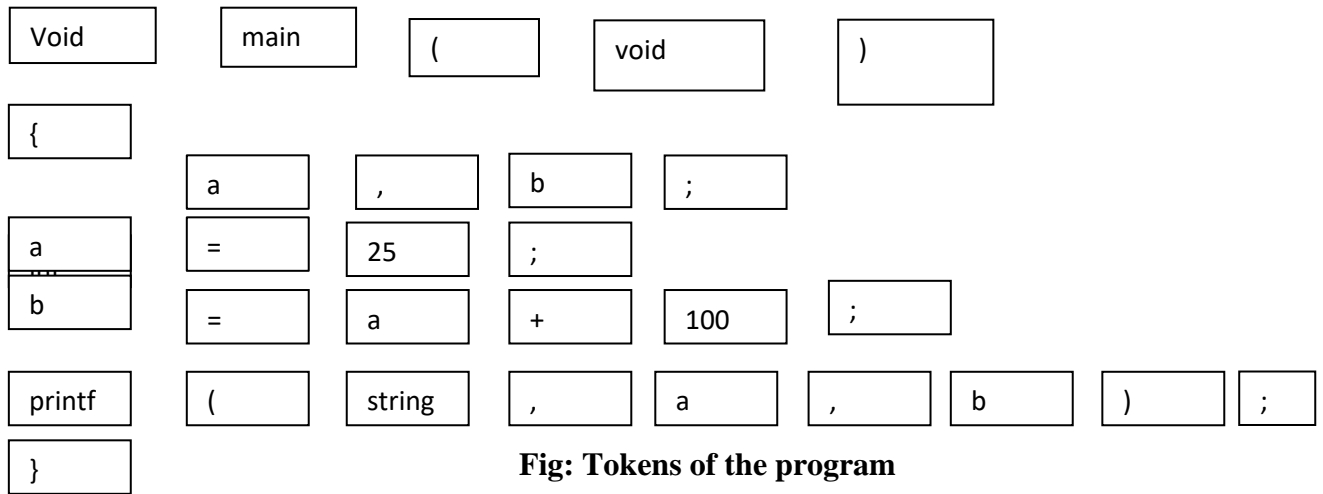 Void main ( void )
{
a , b ;
a = 25 ;
b = a + 100 ;
printf ( string , a , b ) ;
}
Fig: Tokens of the program